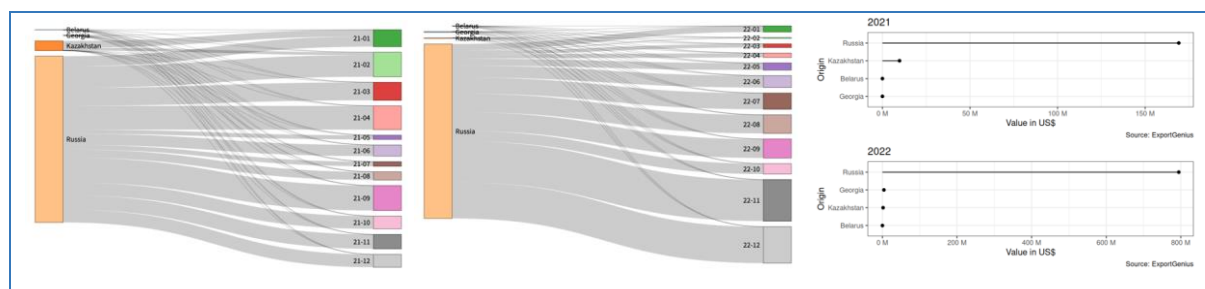 Belarus
Georgia
Kazakhstan
Russia
21-01
21-02
21-03
21-04
21-05
21-06
21-07
21-08
21-09
21-10
21-11
21-12
Belarus
Georgia
Kazakhstan
Russia
22-01
22-02
22-03
22-04
22-05
22-06
22-07
22-08
22-09
22-10
22-11
22-12
2021
Origin
Russia
Kazakhstan
Belarus
Georgia
0 M 50 M 100 M 150 M
Value in US$
Source: ExportGenius
2022
Origin
Russia
Georgia
Kazakhstan
Belarus
0 M 200 M 400 M 600 M 800 M
Value in US$
Source: ExportGenius